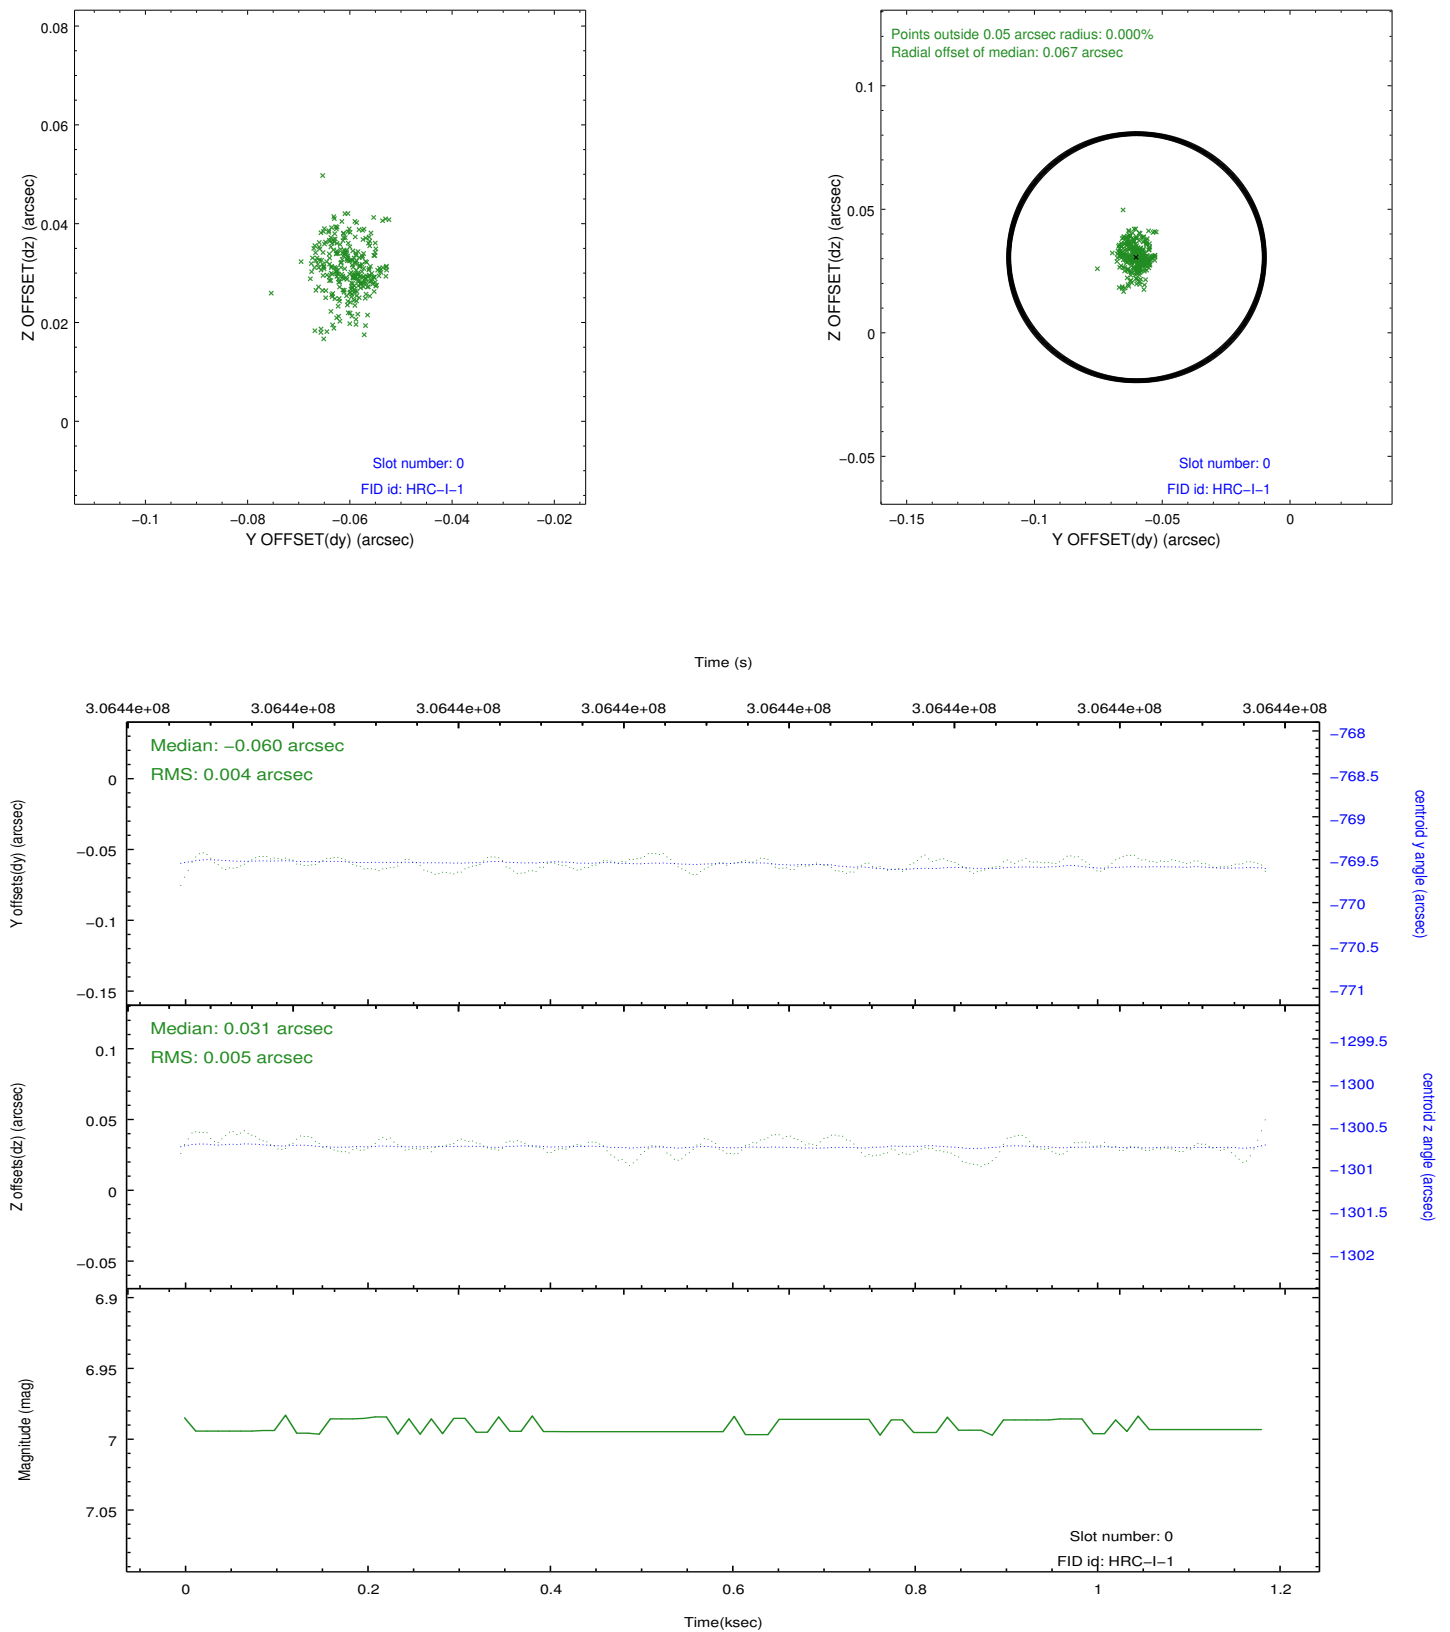 0.08
0.06
0.04
0.02
0
Z OFFSET(dz) (arcsec)
Slot number: 0
FID id: HRC−I−1
−0.1 −0.08 −0.06 −0.04 −0.02
Y OFFSET(dy) (arcsec)
Points outside 0.05 arcsec radius: 0.000%
Radial offset of median: 0.067 arcsec
0.1
0.05
0
−0.05
Z OFFSET(dz) (arcsec)
Slot number: 0
FID id: HRC−I−1
−0.15 −0.1 −0.05 0
Y OFFSET(dy) (arcsec)
Time (s)
3.0644e+08 3.0644e+08 3.0644e+08 3.0644e+08 3.0644e+08 3.0644e+08 3.0644e+08 3.0644e+08
Median: −0.060 arcsec
RMS: 0.004 arcsec
0
−0.05
−0.1
−0.15
Y offsets(dy) (arcsec)
−768
−768.5
−769
−769.5
−770
−770.5
−771
centroid y angle (arcsec)
Median: 0.031 arcsec
RMS: 0.005 arcsec
0.1
0.05
0
−0.05
Z offsets(dz) (arcsec)
−1299.5
−1300
−1300.5
−1301
−1301.5
−1302
centroid z angle (arcsec)
6.9
6.95
7
7.05
Magnitude (mag)
Slot number: 0
FID id: HRC−I−1
0 0.2 0.4 0.6 0.8 1 1.2
Time(ksec)